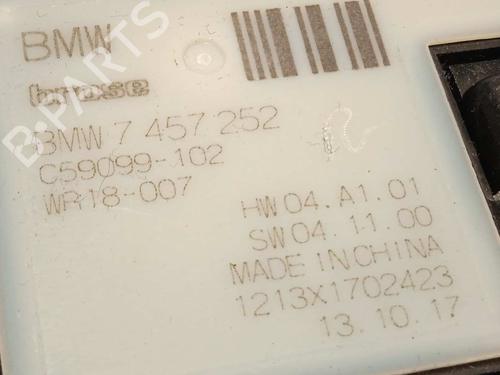 BMW
brose
BMW 7 457 252
C59099-102
WR18-007
HW 04.A1.01
SW 04.11.00
MADE IN CHINA
1213X1702423
13.10.17
B-PARTS